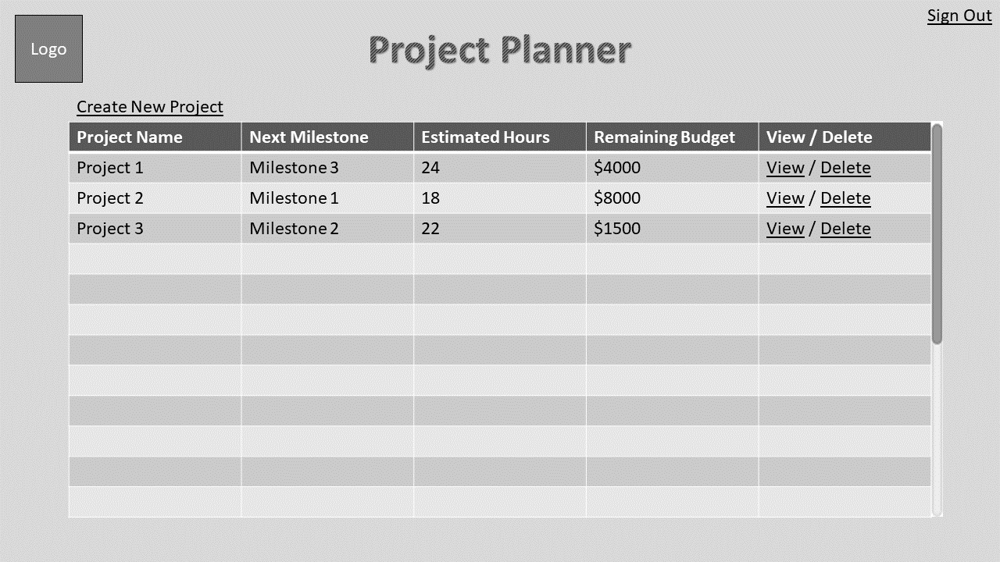 Sign Out
Logo
Project Planner
Create New Project
Project Name Next Milestone Estimated Hours Remaining Budget View / Delete
Project 1 Milestone 3 24 $4000 View / Delete
Project 2 Milestone 1 18 $8000 View / Delete
Project 3 Milestone 2 22 $1500 View / Delete